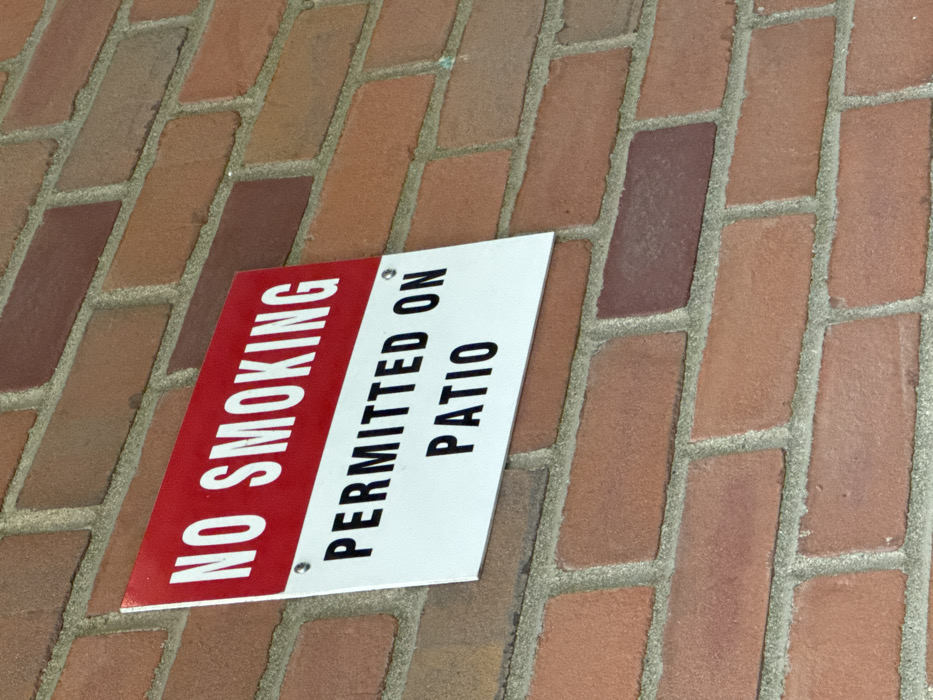 NO SMOKING
PERMITTED ON
PATIO